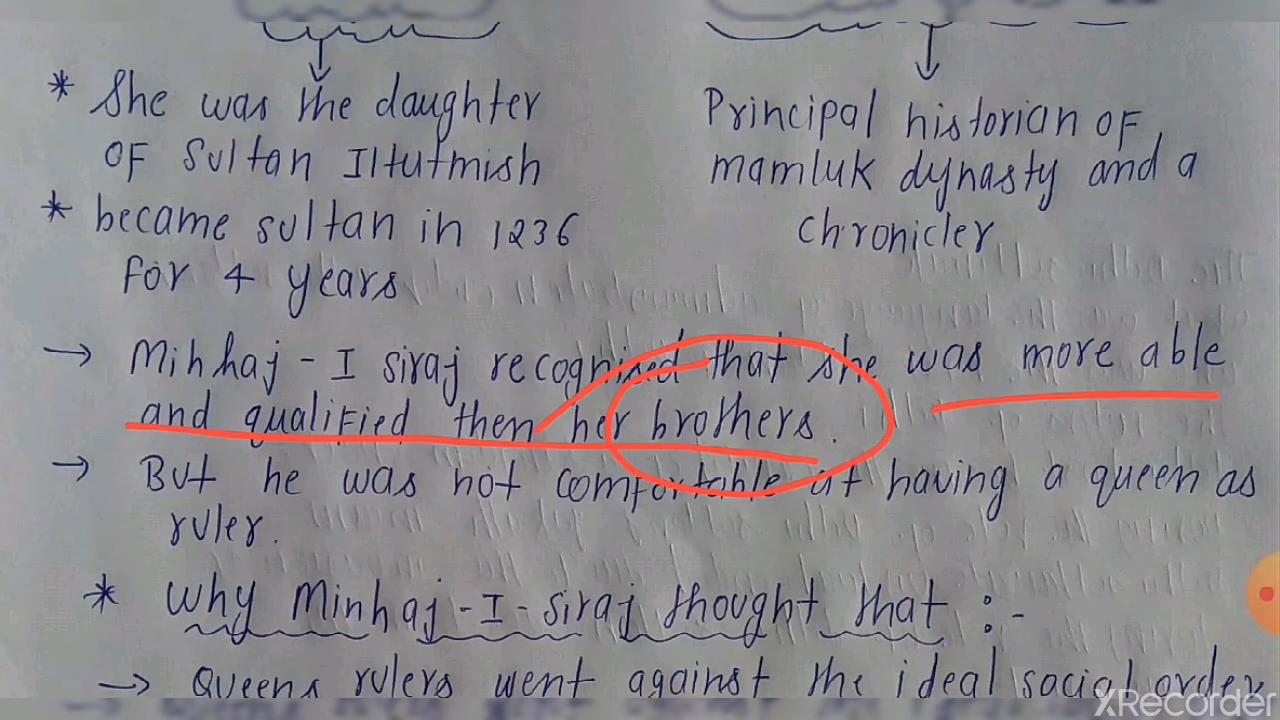 * She was the daughter
OF Sultan Iltutmish
* became sultan in 1236
For 4 years
Principal historian OF
mamluk dynasty and a
chronicler
→ Minhaj - I siraj recognized that she was more able
and qualified then her brothers.
→ But he was not comfortable at having a queen as
ruler.
* Why Minhaj - I - siraj thought that :-
→ Queens rulers went against the ideal social order
XRecorder